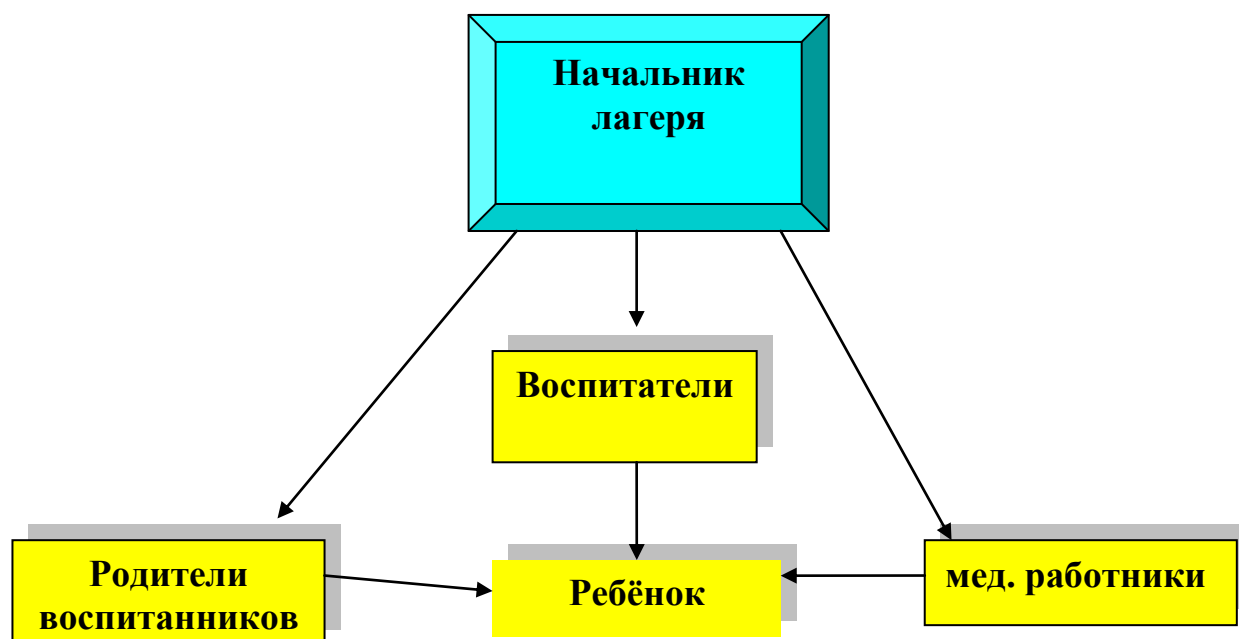 Начальник
лагеря
Воспитатели
Родители
воспитанников
Ребёнок
мед. работники